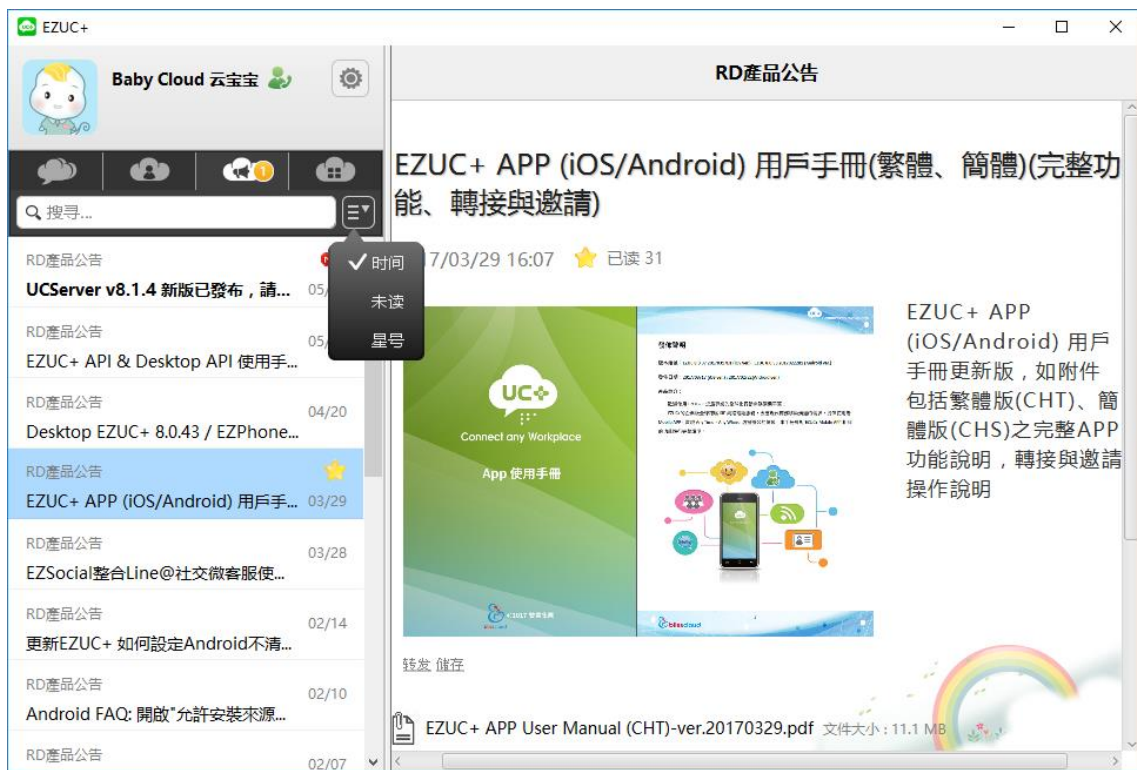 EZUC+
Baby Cloud 云宝宝
1
搜寻...
时间
未读
星号
RD產品公告
UCServer v8.1.4 新版已發布，請...
05/
RD產品公告
EZUC+ API & Desktop API 使用手...
05/
RD產品公告
Desktop EZUC+ 8.0.43 / EZPhone...
04/20
RD產品公告
EZUC+ APP (iOS/Android) 用戶手...
03/29
RD產品公告
EZSocial整合Line@社交微客服使...
03/28
RD產品公告
更新EZUC+ 如何設定Android不清...
02/14
RD產品公告
Android FAQ: 開啟"允許安裝來源...
02/10
RD產品公告
02/07
RD產品公告
EZUC+ APP (iOS/Android) 用戶手冊(繁體、簡體)(完整功
能、轉接與邀請)
17/03/29 16:07 已读 31
UC+
Connect any Workplace
App 使用手冊
發佈聲明
blisscloud
EZUC+ APP
(iOS/Android) 用戶
手冊更新版，如附件
包括繁體版(CHT)、簡
體版(CHS)之完整APP
功能說明，轉接與邀請
操作說明
转发 储存
EZUC+ APP User Manual (CHT)-ver.20170329.pdf 文件大小 : 11.1 MB